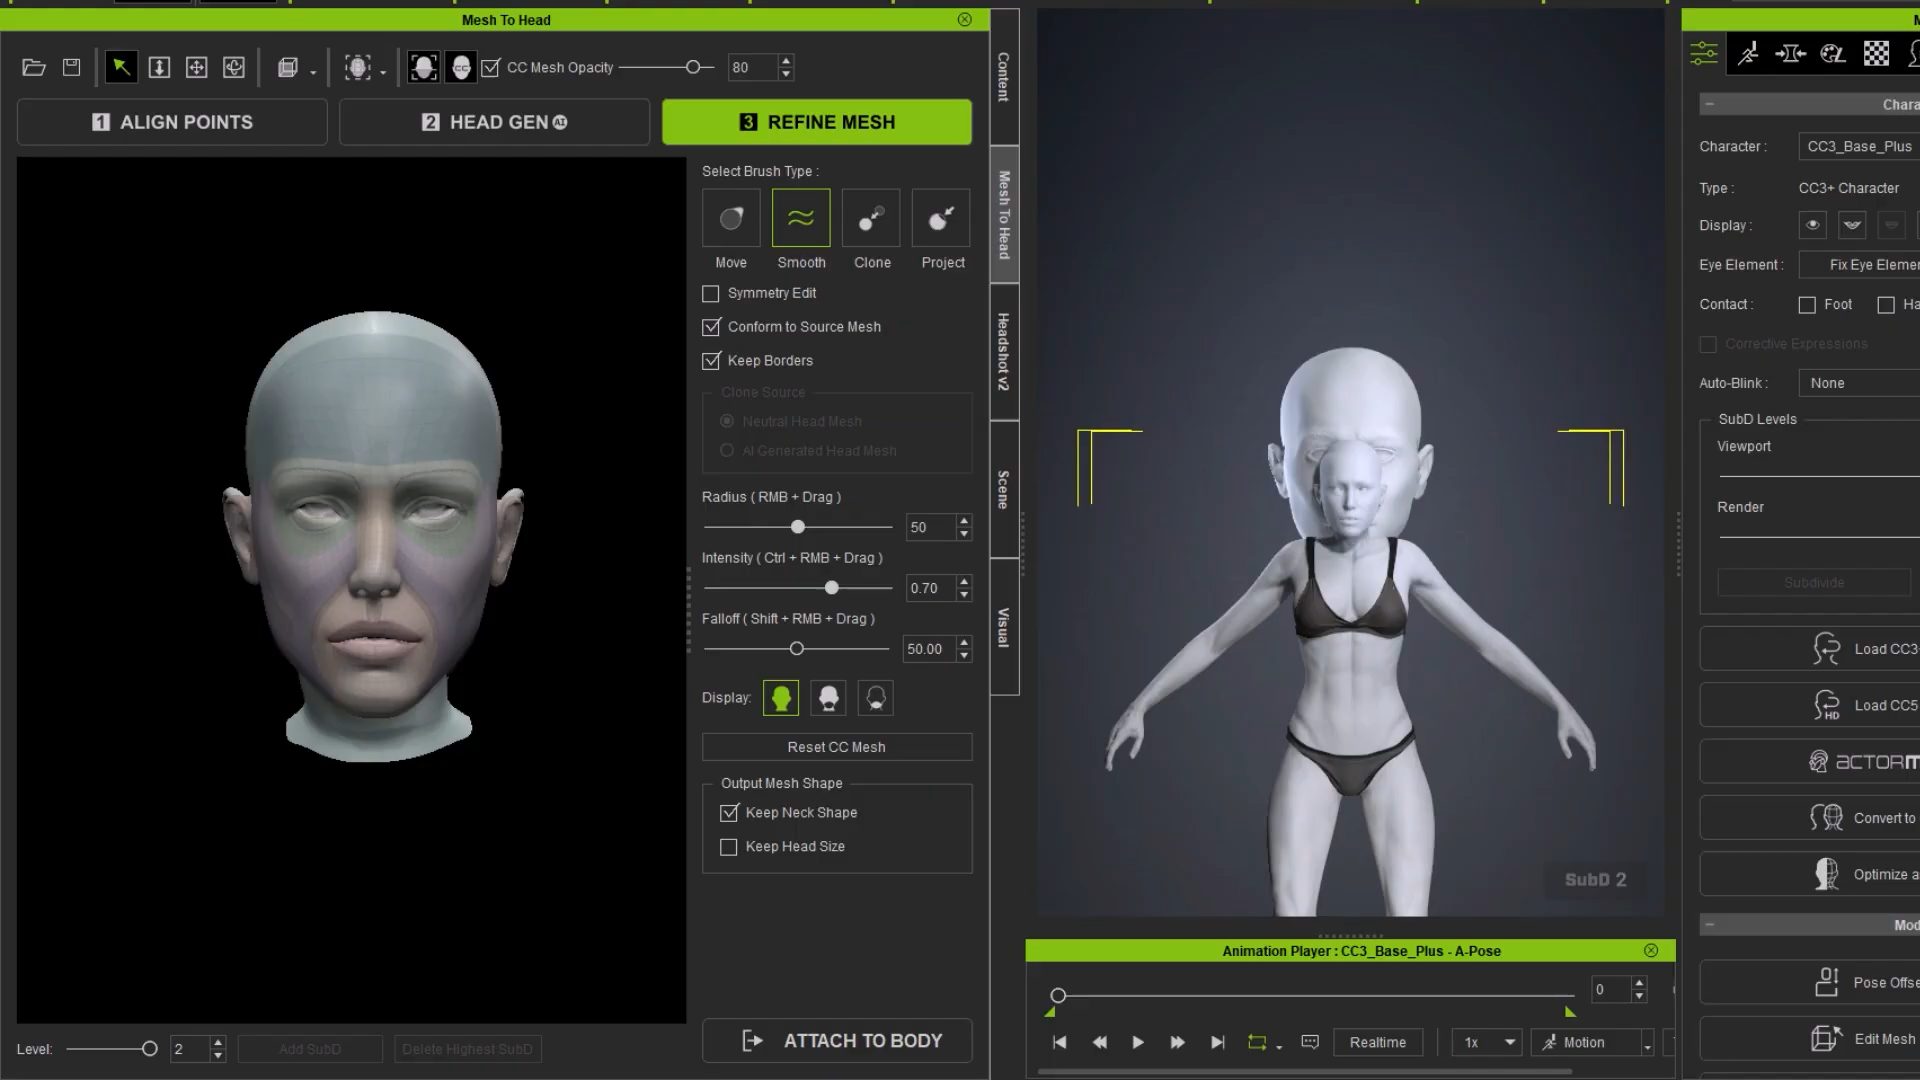 Mesh To Head
CC Mesh Opacity
80
1 ALIGN POINTS
2 HEAD GEN AI
3 REFINE MESH
Select Brush Type :
Move
Smooth
Clone
Project
Symmetry Edit
Conform to Source Mesh
Keep Borders
Clone Source
Neutral Head Mesh
AI Generated Head Mesh
Radius ( RMB + Drag )
50
Intensity ( Ctrl + RMB + Drag )
0.70
Falloff ( Shift + RMB + Drag )
50.00
Display:
Reset CC Mesh
Output Mesh Shape
Keep Neck Shape
Keep Head Size
ATTACH TO BODY
Level:
2
Add SubD
Delete Highest SubD
Content
Mesh To Head
Headshot v2
Scene
Visual
SubD 2
Animation Player : CC3_Base_Plus - A-Pose
0
Realtime
1x
Motion
M
Chara
Character :
CC3_Base_Plus
Type :
CC3+ Character
Display :
Eye Element :
Fix Eye Elemen
Contact :
Foot
Ha
Corrective Expressions
Auto-Blink :
None
SubD Levels
Viewport
Render
Subdivide
Load CC3
HD
Load CC5
ACTORM
Convert to
Optimize a
Mod
Pose Offse
Edit Mesh